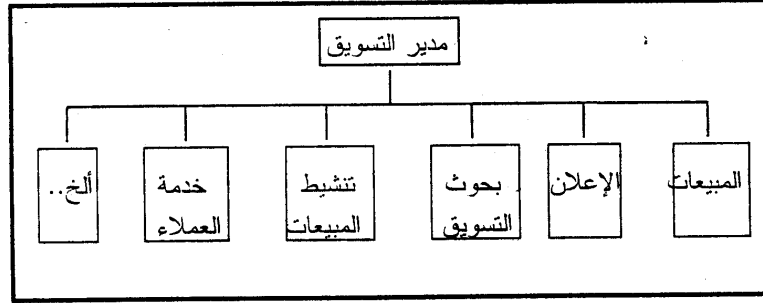 مدير التسويق
المبيعات
الإعلان
بحوث
التسويق
تنشيط
المبيعات
خدمة
العملاء
ألخ..